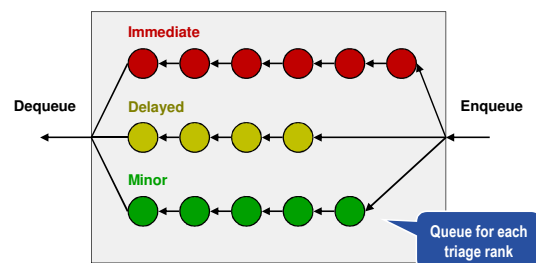 Immediate
Dequeue
Delayed
Enqueue
Minor
Queue for each
triage rank